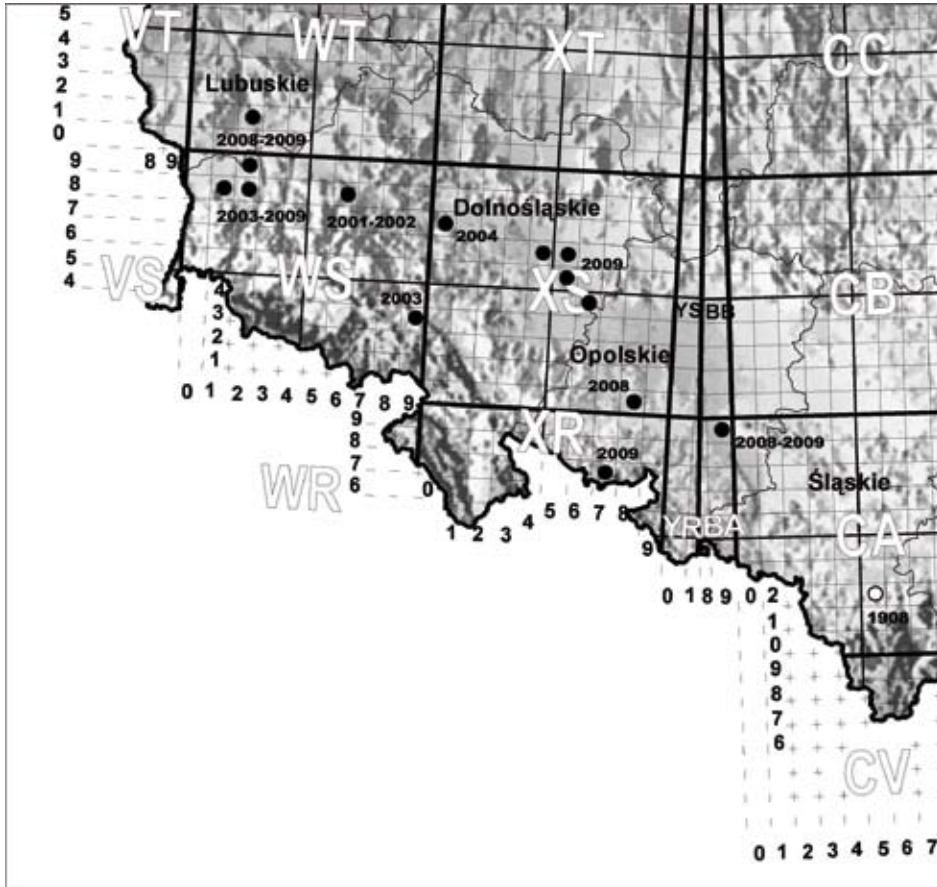 5
VT WT XT CC
4
3
2
Lubuskie
1
2008-2009
0
9 8 9
8
7
2003-2009 2001-2002
Dolnośląskie
2004
6
5
2009
4
VS WS XS CB
4
2003
YS BB
3
2
1
Opolskie
0 1 2 3 4 5 6 7 8 9
2008
9
XR
8
2008-2009
7
2009
6
WR
0
Śląskie
1 2 3 4 5 6 7 8
YR BA CA
9
0 1 8 9 0 2
1908
1
0
9
8
7
6
CV
0 1 2 3 4 5 6 7